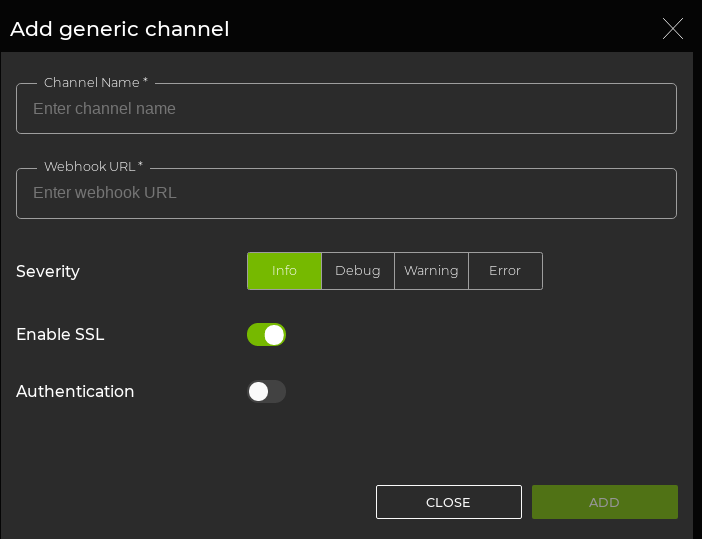 Add generic channel
Channel Name *
Enter channel name
Webhook URL *
Enter webhook URL
Severity
Info
Debug
Warning
Error
Enable SSL
Authentication
CLOSE
ADD